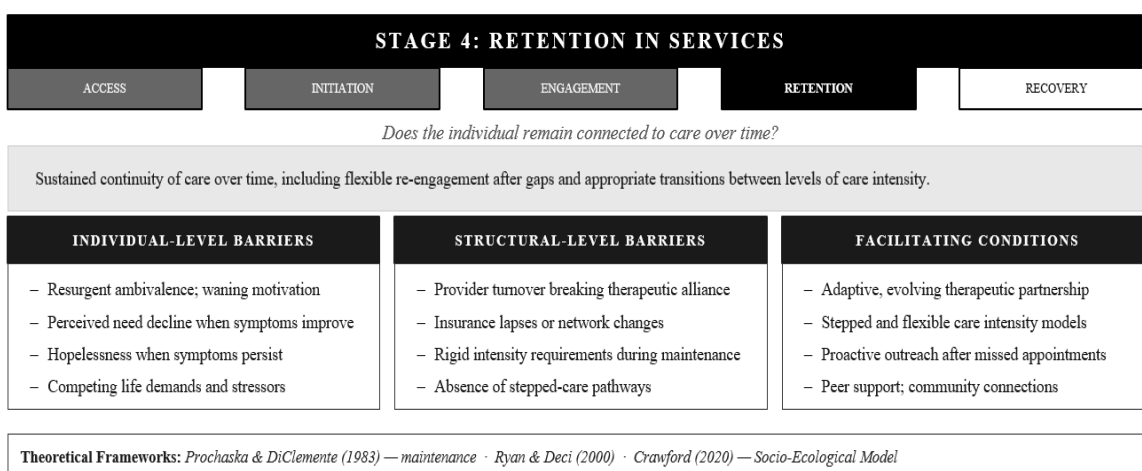 STAGE 4: RETENTION IN SERVICES
ACCESS
INITIATION
ENGAGEMENT
RETENTION
RECOVERY
Does the individual remain connected to care over time?
Sustained continuity of care over time, including flexible re-engagement after gaps and appropriate transitions between levels of care intensity.
INDIVIDUAL-LEVEL BARRIERS
– Resurgent ambivalence; waning motivation
– Perceived need decline when symptoms improve
– Hopelessness when symptoms persist
– Competing life demands and stressors
STRUCTURAL-LEVEL BARRIERS
– Provider turnover breaking therapeutic alliance
– Insurance lapses or network changes
– Rigid intensity requirements during maintenance
– Absence of stepped-care pathways
FACILITATING CONDITIONS
– Adaptive, evolving therapeutic partnership
– Stepped and flexible care intensity models
– Proactive outreach after missed appointments
– Peer support; community connections
Theoretical Frameworks: Prochaska & DiClemente (1983) — maintenance · Ryan & Deci (2000) · Crawford (2020) — Socio-Ecological Model